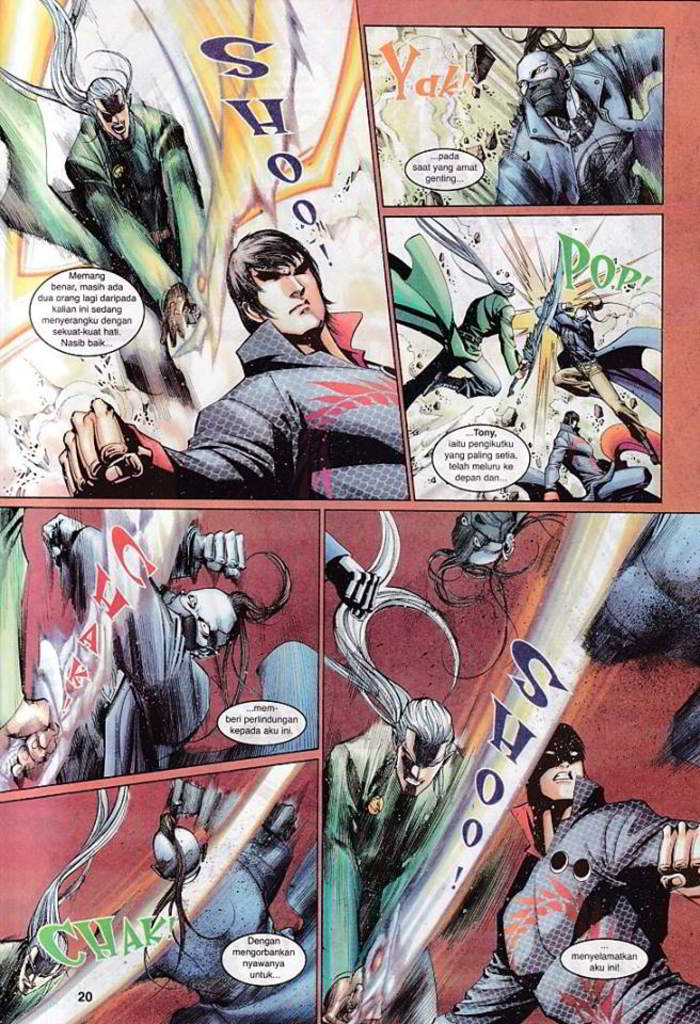 SHOO!
Memang
benar, masih ada
dua orang lagi daripada
kalian ini sedang
menyerangku dengan
sekuat-kuat hati.
Nasib baik...
Yak!
...pada
saat yang amat
genting...
POP!
...Tony,
iaitu pengikutku
yang paling setia,
telah meluru ke
depan dan...
CHAK!
...mem-
beri perlindungan
kepada aku ini.
CHAK!
Dengan
mengorbankan
nyawanya
untuk...
SHOO!
...
menyelamatkan
aku ini!
20